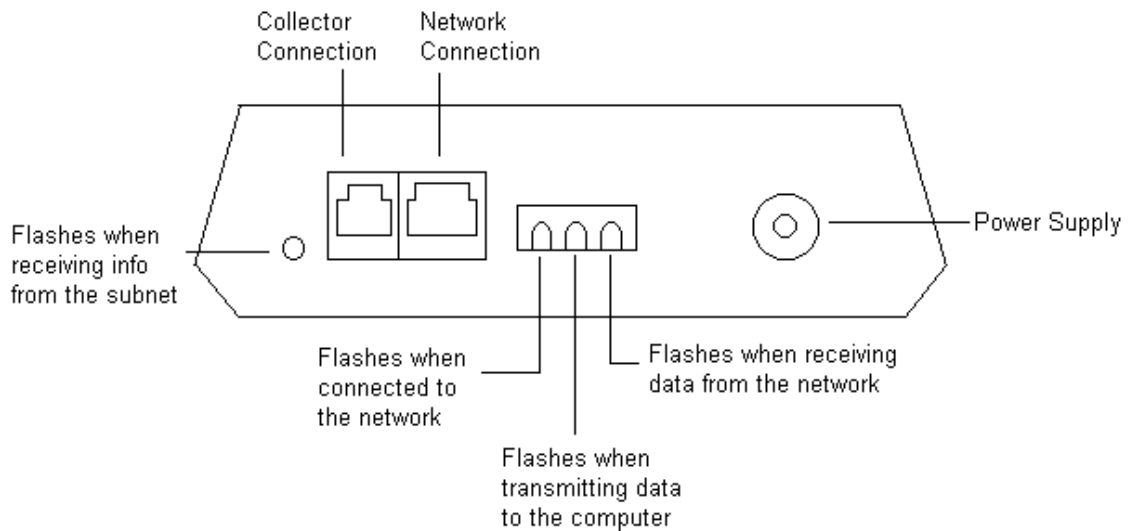 Collector
Connection
Network
Connection
Flashes when
receiving info
from the subnet
Power Supply
Flashes when
connected to
the network
Flashes when receiving
data from the network
Flashes when
transmitting data
to the computer